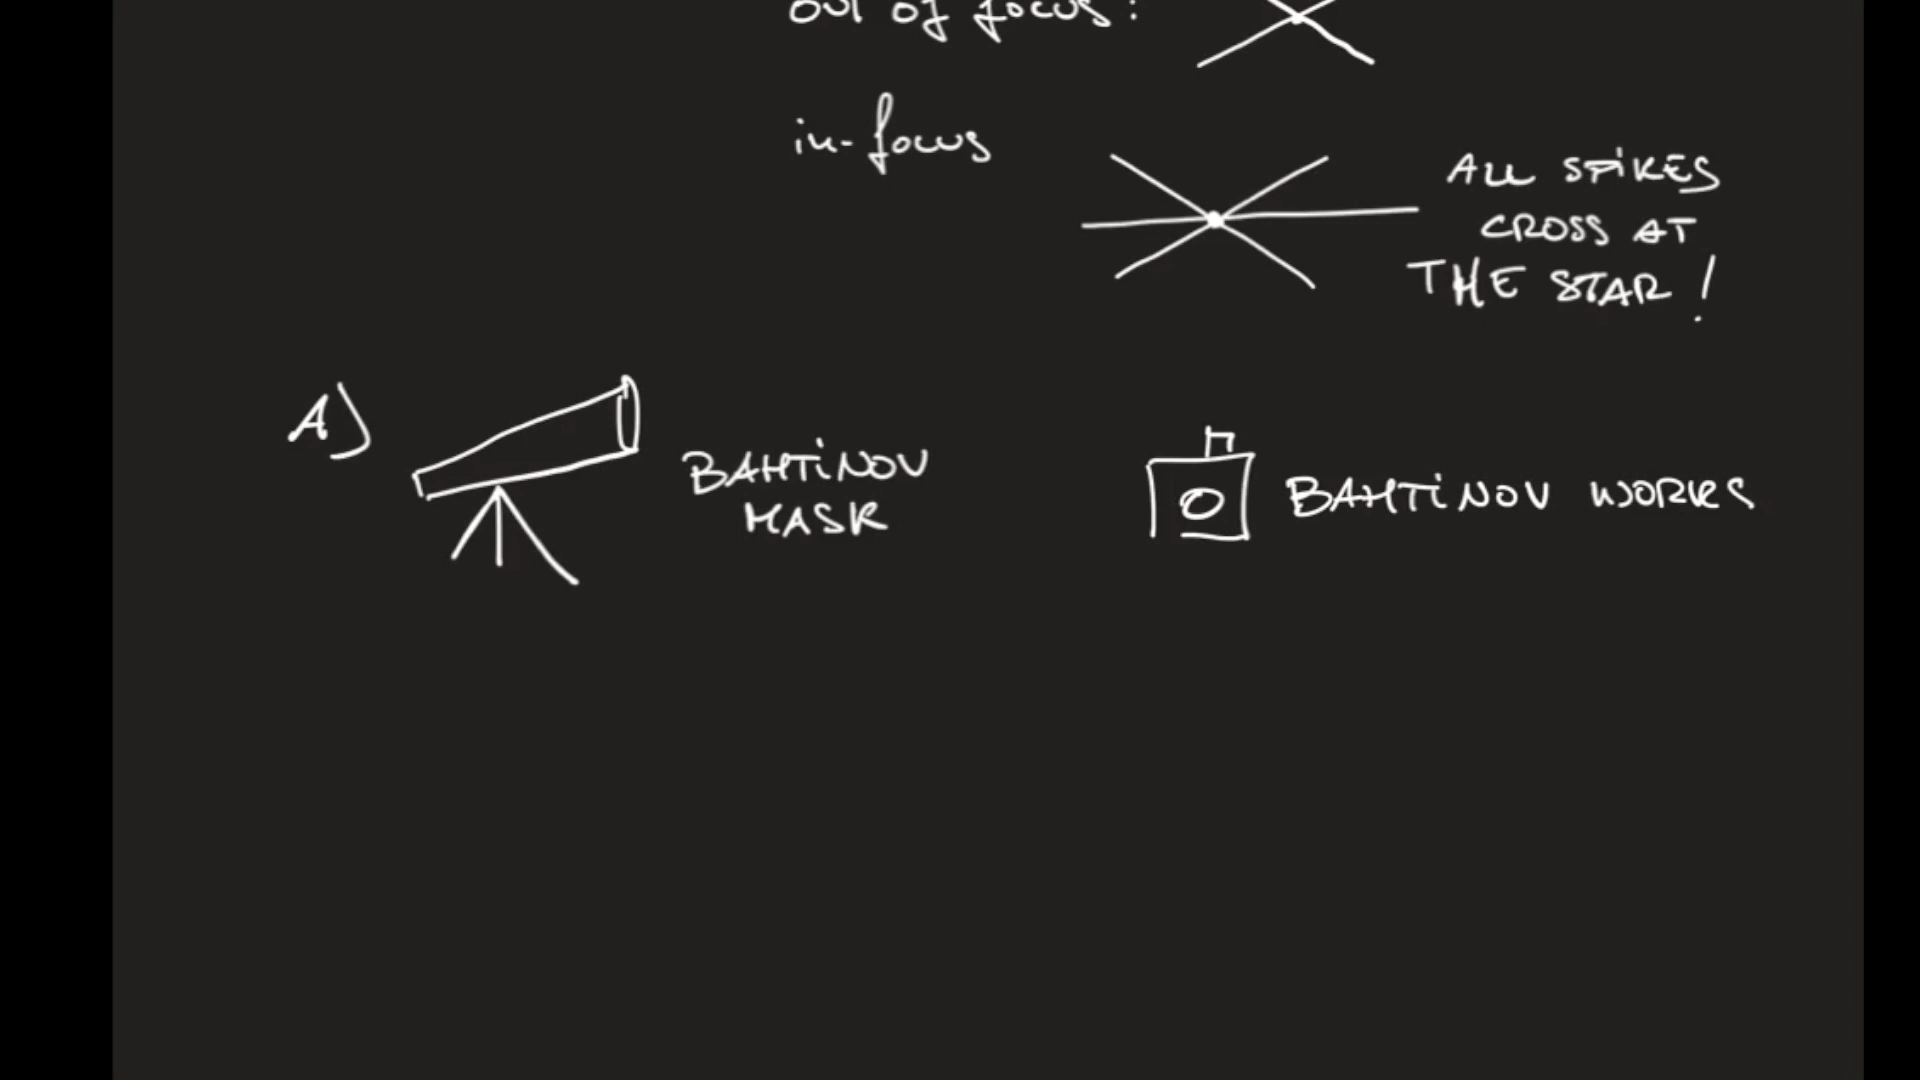 out of focus:
in-focus
ALL SPIKES
CROSS AT
THE STAR!
A)
BAHTINOV
MASK
BAHTINOV WORKS